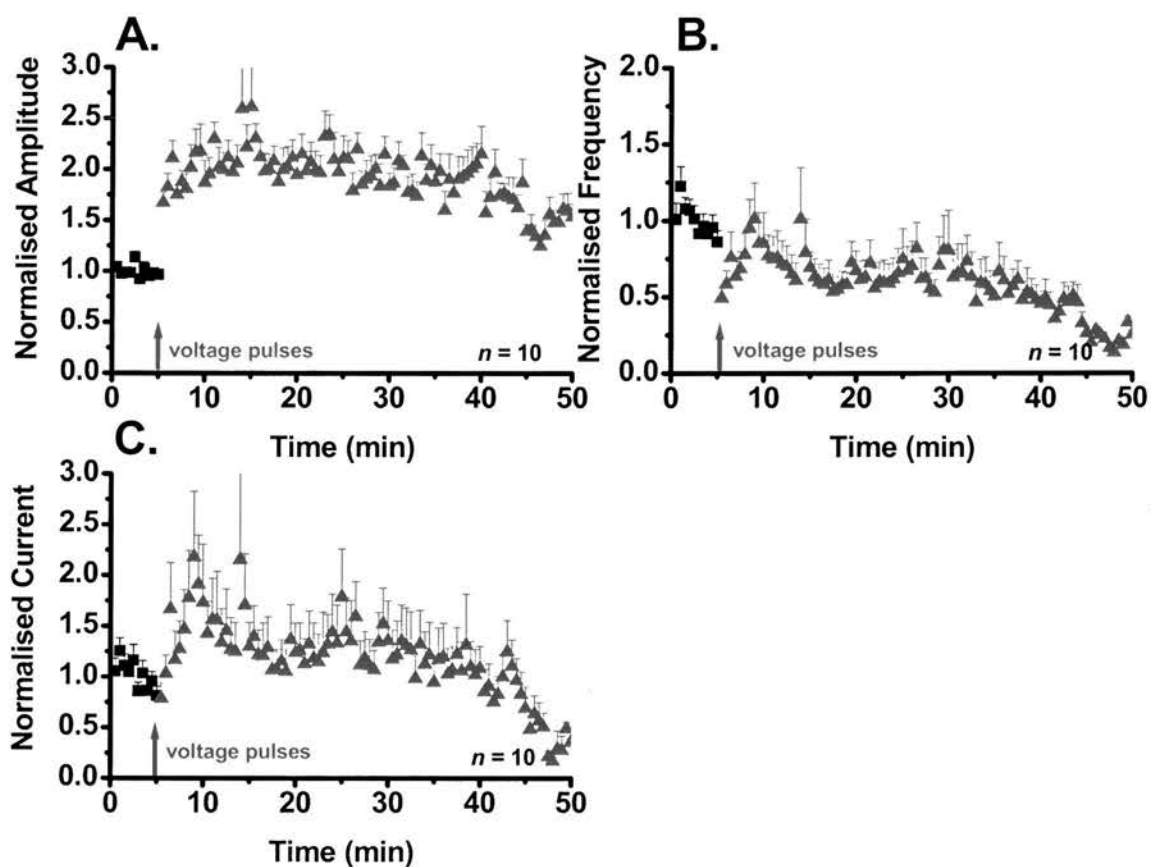 A.
Normalised Amplitude
3.0
2.5
2.0
1.5
1.0
0.5
0.0
voltage pulses
n = 10
0 10 20 30 40 50
Time (min)
B.
Normalised Frequency
2.0
1.5
1.0
0.5
0.0
voltage pulses
n = 10
0 10 20 30 40 50
Time (min)
C.
Normalised Current
3.0
2.5
2.0
1.5
1.0
0.5
0.0
voltage pulses
n = 10
0 10 20 30 40 50
Time (min)